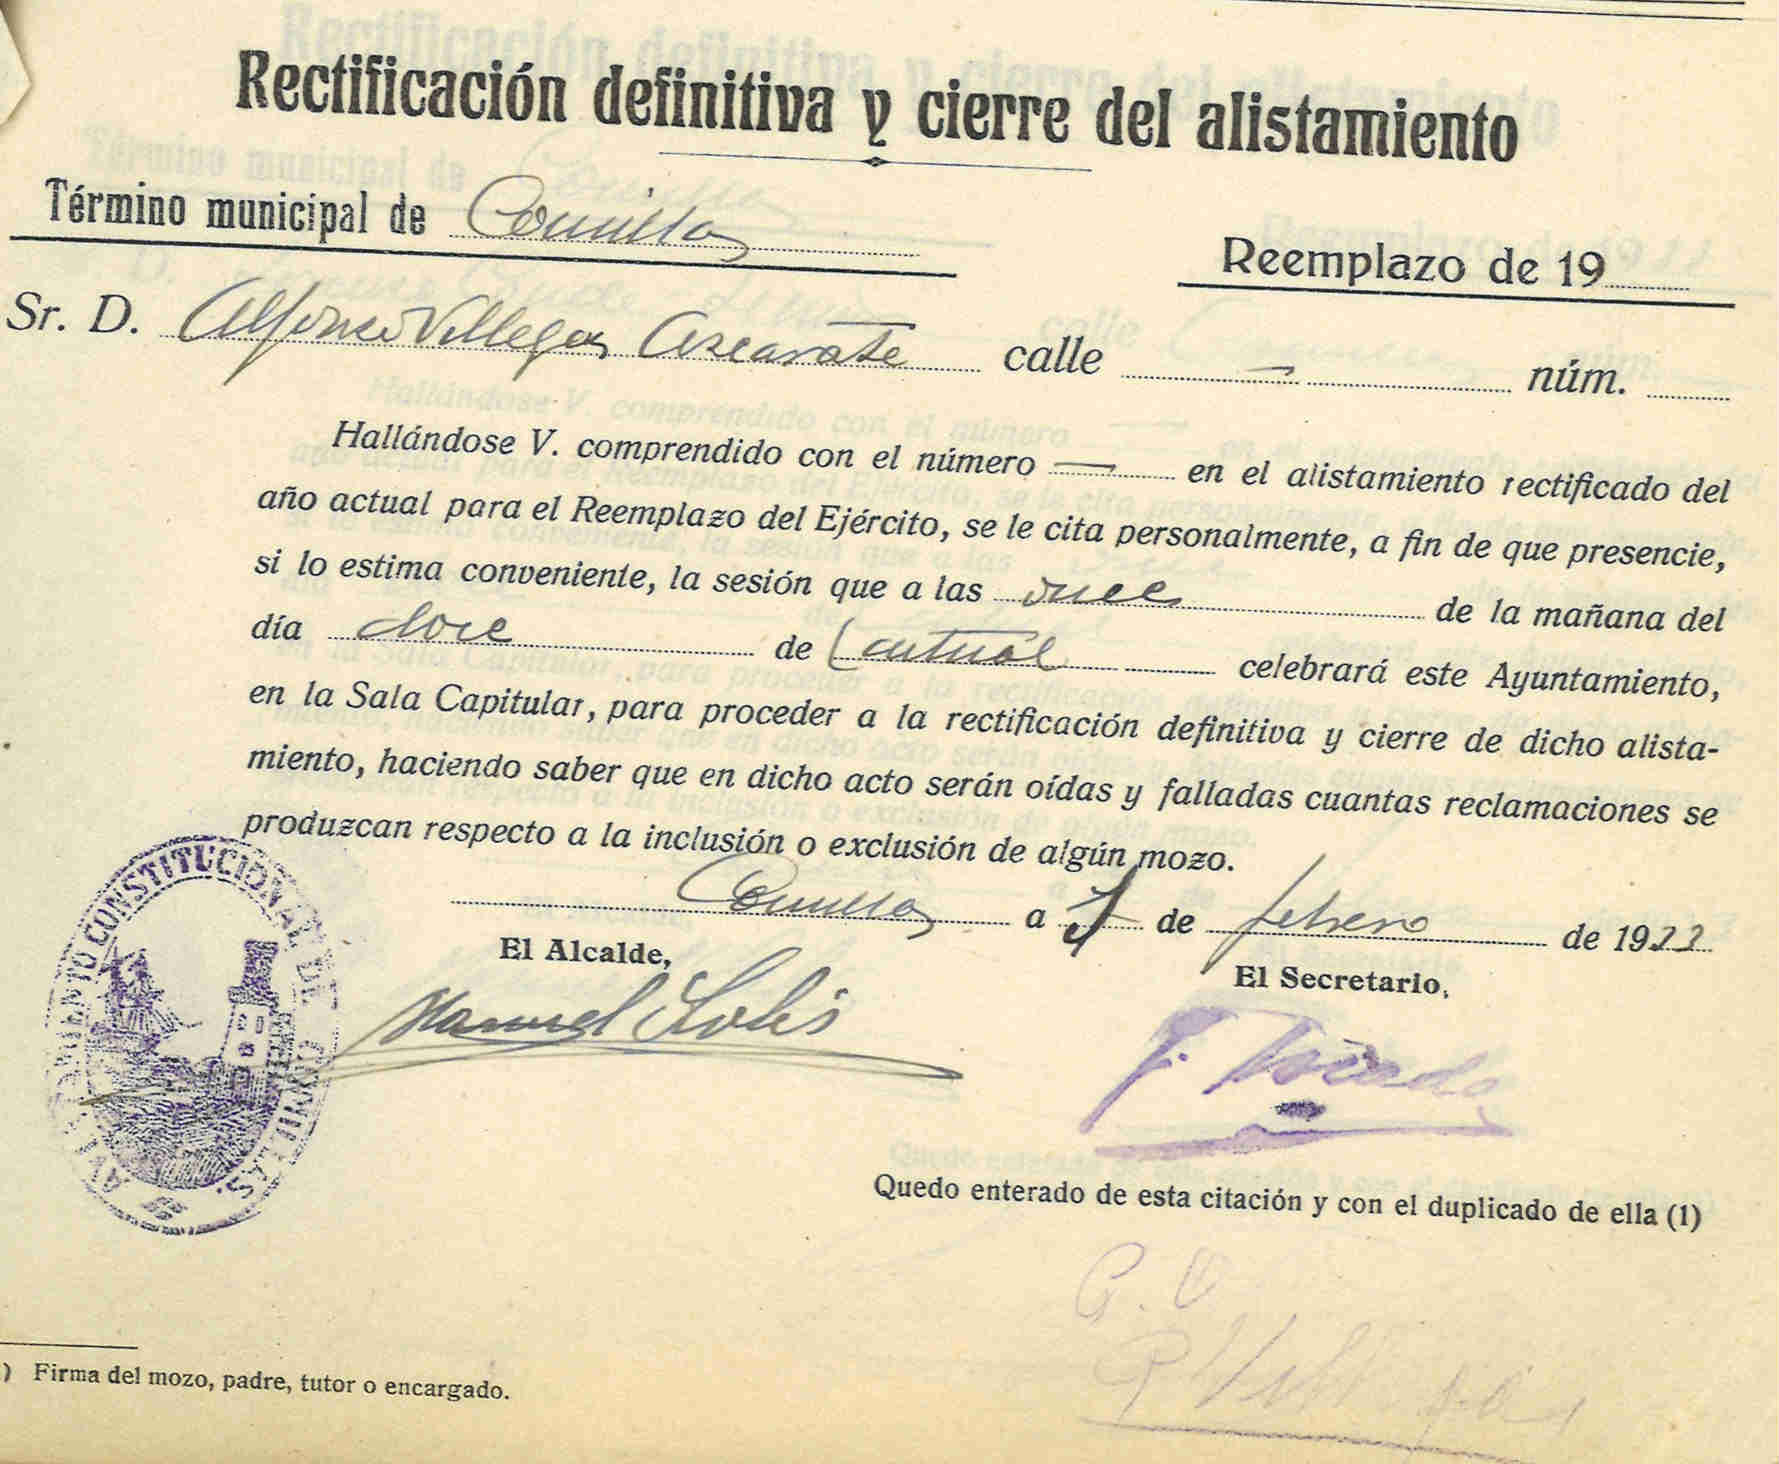 Rectificación definitiva y cierre del alistamiento
Término municipal de Comillas
Reemplazo de 19
Sr. D. Alfonso Villegas Azcarate calle — núm.
Hallándose V. comprendido con el número — en el alistamiento rectificado del
año actual para el Reemplazo del Ejército, se le cita personalmente, a fin de que presencie,
si lo estima conveniente, la sesión que a las once de la mañana del
día doce de actual celebrará este Ayuntamiento,
en la Sala Capitular, para proceder a la rectificación definitiva y cierre de dicho alista-
miento, haciendo saber que en dicho acto serán oídas y falladas cuantas reclamaciones se
produzcan respecto a la inclusión o exclusión de algún mozo.
Comillas a de febrero de 1933
El Alcalde,
El Secretario,
Manuel Solís
AYUNTAMIENTO CONSTITUCIONAL DE
Quedo enterado de esta citación y con el duplicado de ella (1)
P. O
Villegas
) Firma del mozo, padre, tutor o encargado.